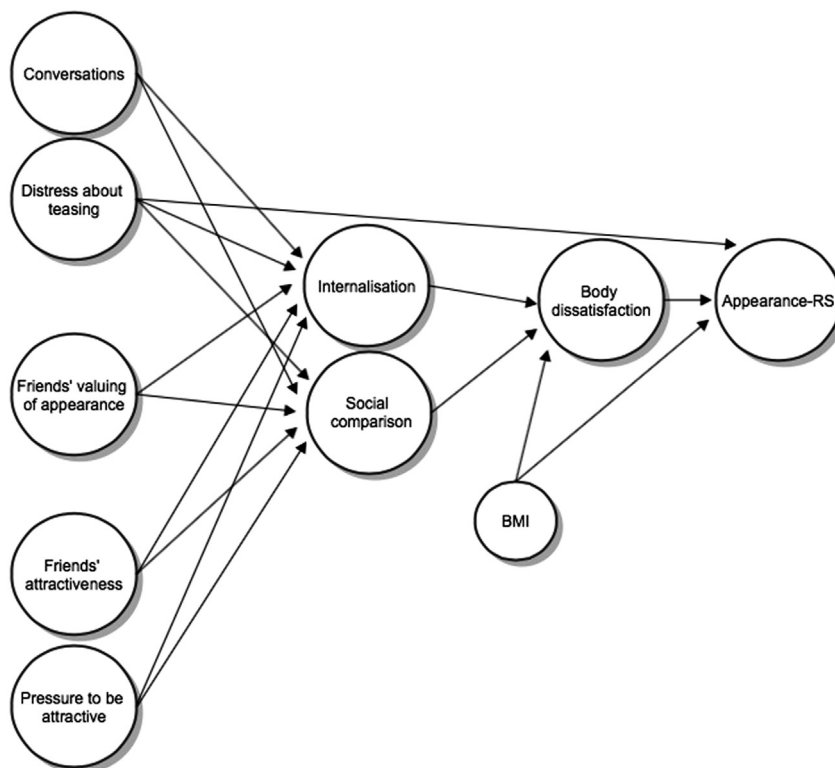 Conversations
Distress about
teasing
Friends' valuing
of appearance
Friends'
attractiveness
Pressure to be
attractive
Internalisation
Social
comparison
Body
dissatisfaction
BMI
Appearance-RS